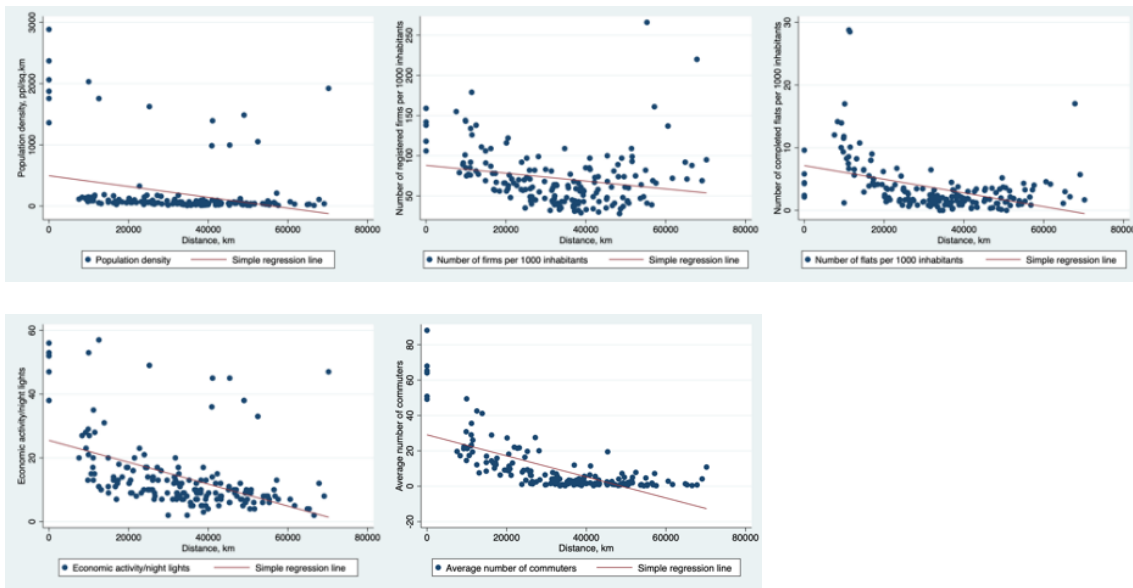 Population density, ppl/sq.km
3000
2000
1000
0
0 20000 40000 60000 80000
Distance, km
Population density Simple regression line
Number of registered firms per 1000 inhabitants
250
200
150
100
50
0 20000 40000 60000 80000
Distance, km
Number of firms per 1000 inhabitants Simple regression line
Number of completed flats per 1000 inhabitants
30
20
10
0
0 20000 40000 60000 80000
Distance, km
Number of flats per 1000 inhabitants Simple regression line
Economic activity/night lights
60
40
20
0
0 20000 40000 60000 80000
Distance, km
Economic activity/night lights Simple regression line
Average number of commuters
80
60
40
20
0
-20
0 20000 40000 60000 80000
Distance, km
Average number of commuters Simple regression line